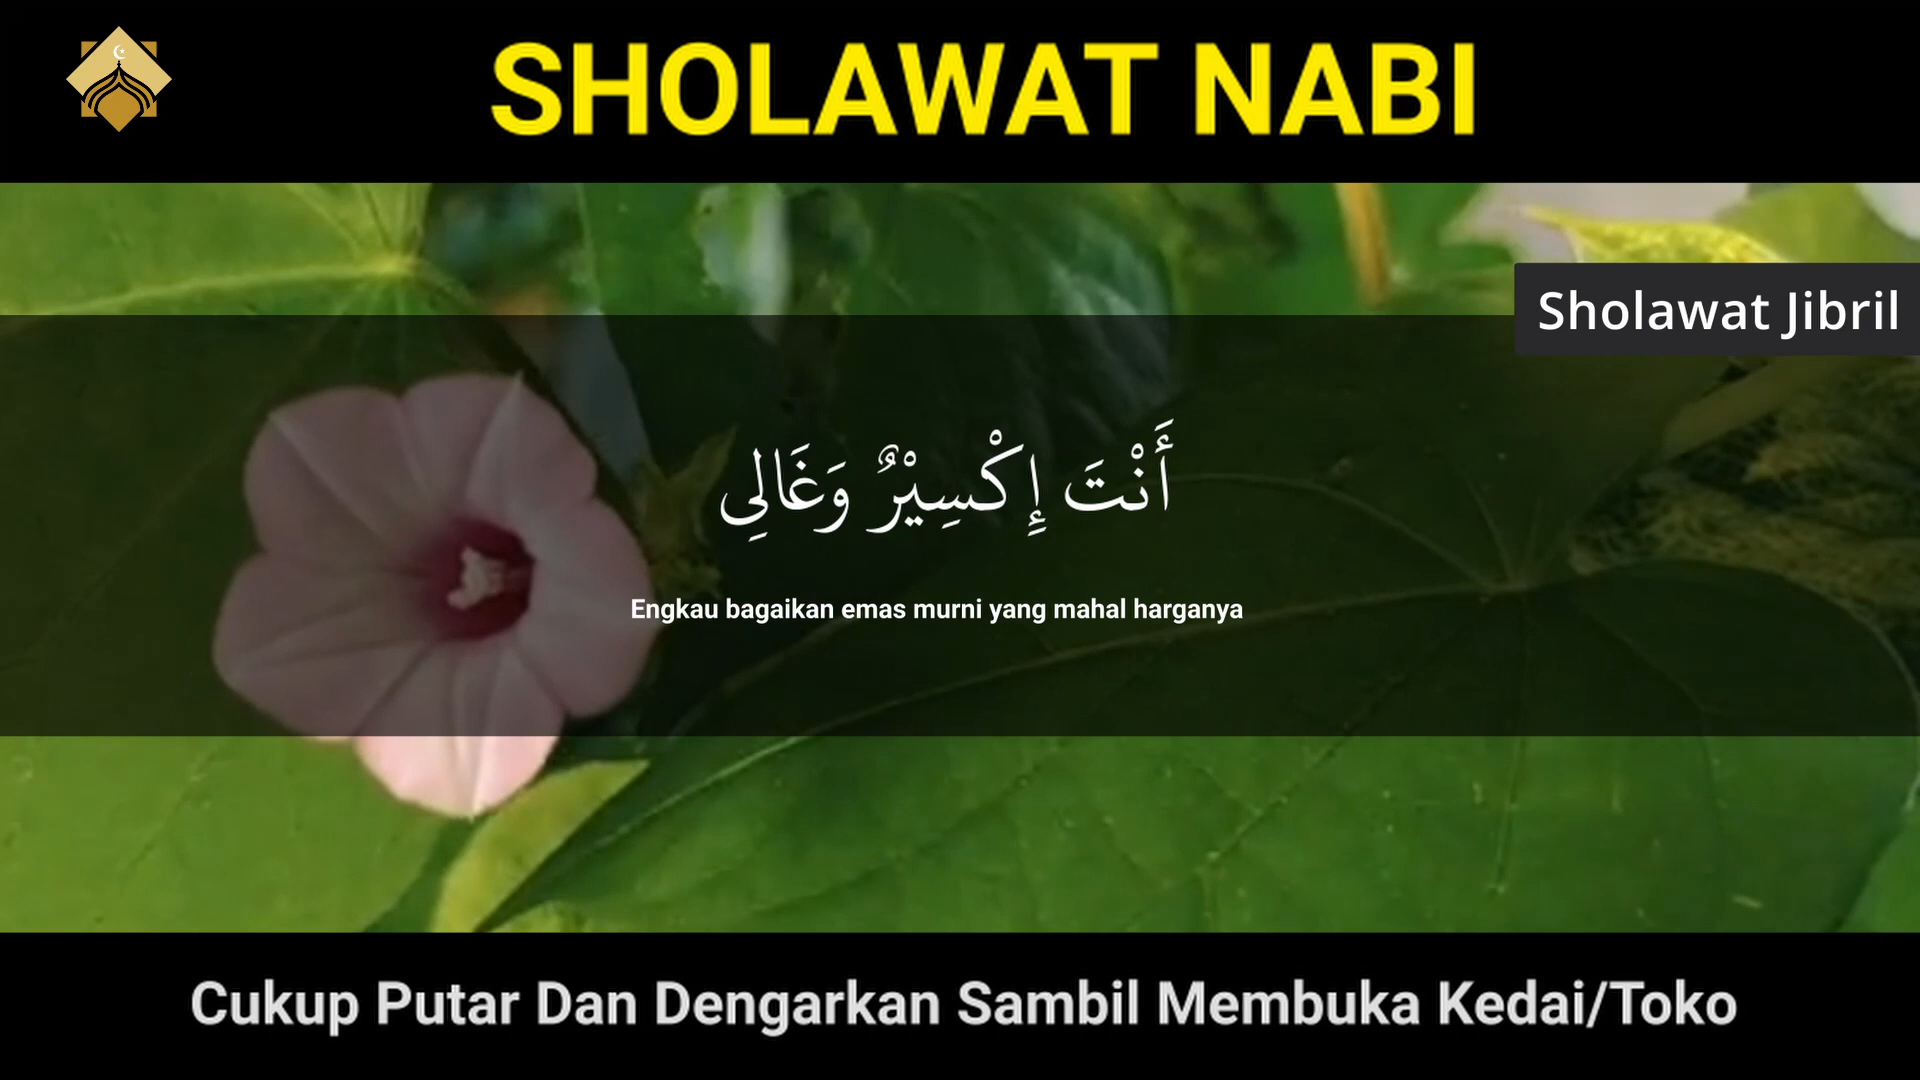 SHOLAWAT NABI
Sholawat Jibril
أَنْتَ إِكْسِيْرٌ وَغَالِي
Engkau bagaikan emas murni yang mahal harganya
Cukup Putar Dan Dengarkan Sambil Membuka Kedai/Toko